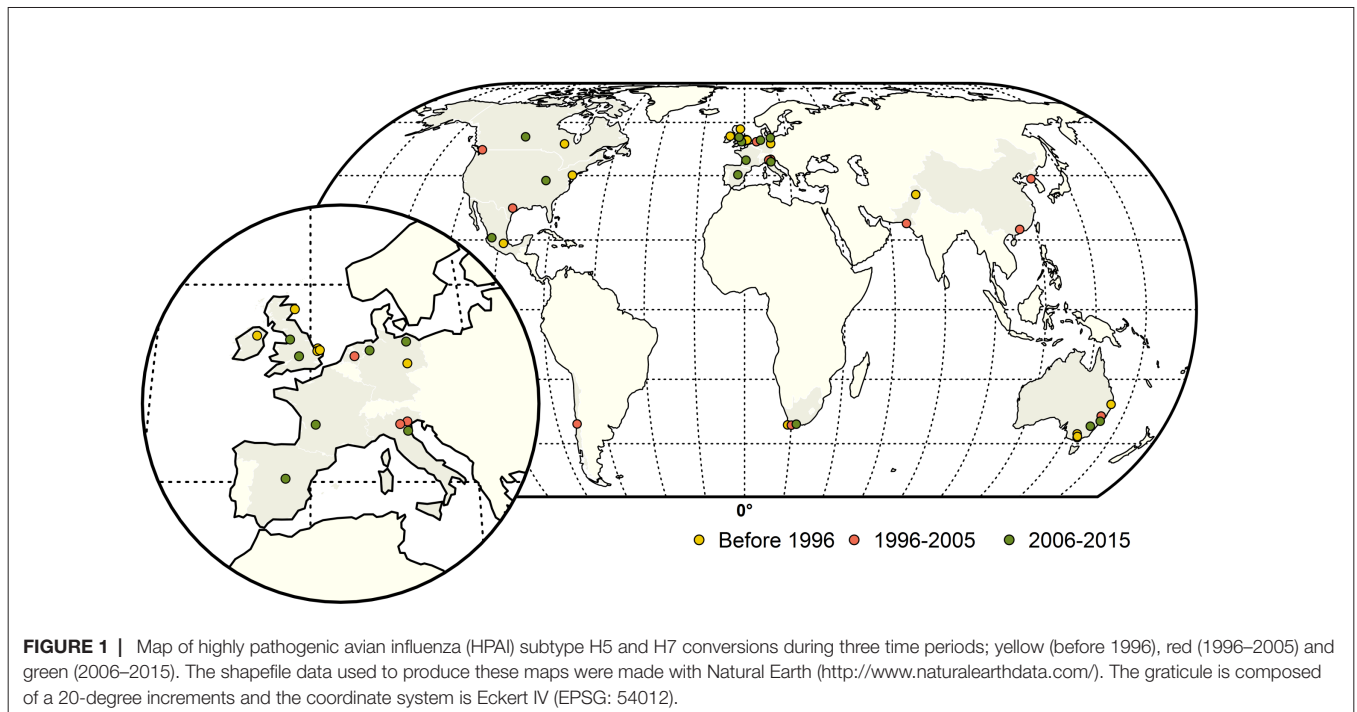 0°
Before 1996
1996-2005
2006-2015
FIGURE 1 | Map of highly pathogenic avian influenza (HPAI) subtype H5 and H7 conversions during three time periods; yellow (before 1996), red (1996–2005) and
green (2006–2015). The shapefile data used to produce these maps were made with Natural Earth (http://www.naturalearthdata.com/). The graticule is composed
of a 20-degree increments and the coordinate system is Eckert IV (EPSG: 54012).